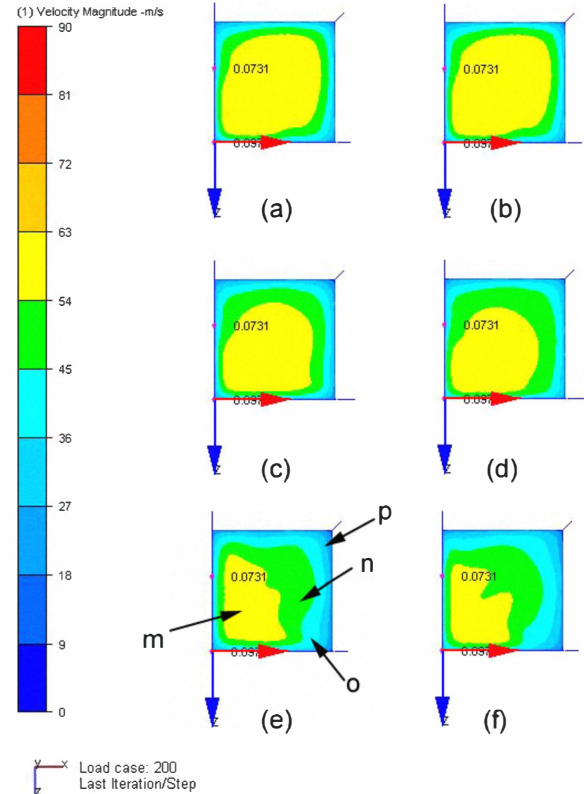 (1) Velocity Magnitude -m/s
90
81
72
63
54
45
36
27
18
9
0
0.0731
Z
(a)
0.0731
Z
(b)
0.0731
Z
(c)
0.0731
Z
(d)
0.0731
m
n
o
p
Z
(e)
0.0731
Z
(f)
Y X
Z
Load case: 200
Last Iteration/Step